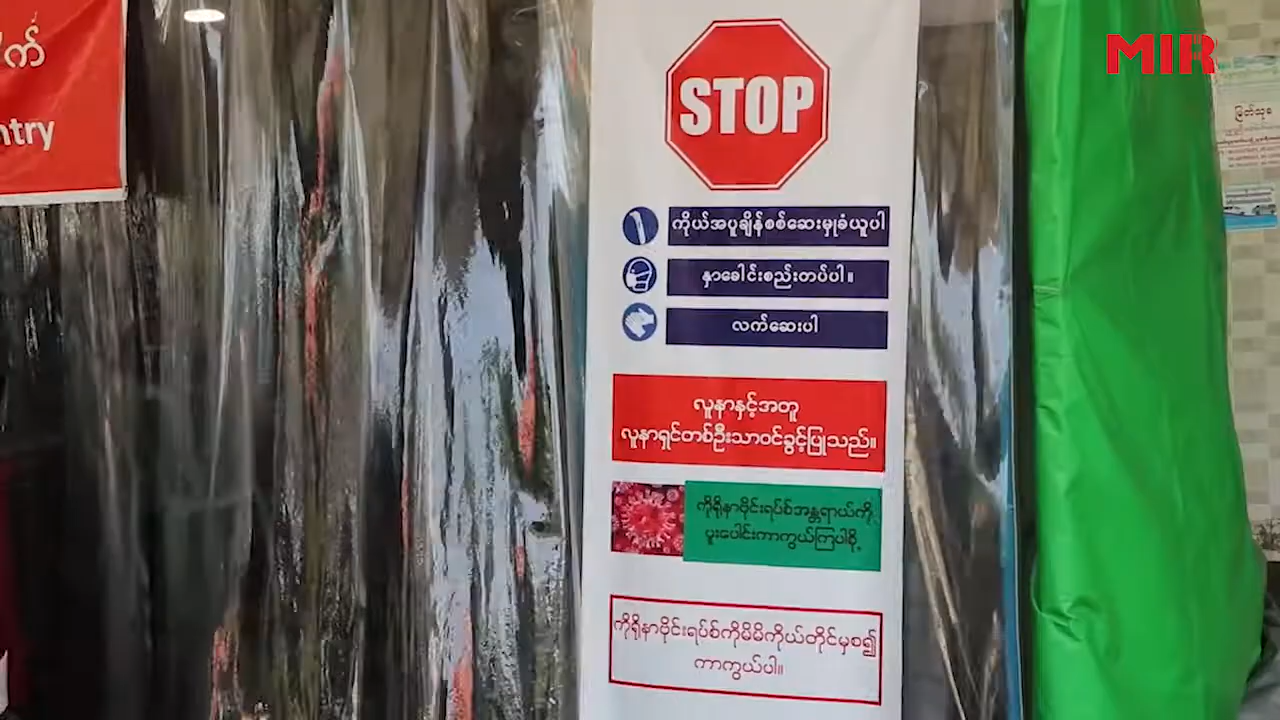 က်
ntry
MIR
STOP
ကိုယ်အပူချိန်စစ်ဆေးမှုခံယူပါ
နှာခေါင်းစည်းတပ်ပါ။
လက်ဆေးပါ
လူနာနှင့်အတူ
လူနာရှင်တစ်ဦးသာဝင်ခွင့်ပြုသည်။
ကိုရိုနာဗိုင်းရပ်စ်အန္တရာယ်ကို
ပူးပေါင်းကာကွယ်ကြပါစို့
ကိုရိုနာဗိုင်းရပ်စ်ကိုမိမိကိုယ်တိုင်မှစ၍
ကာကွယ်ပါ။